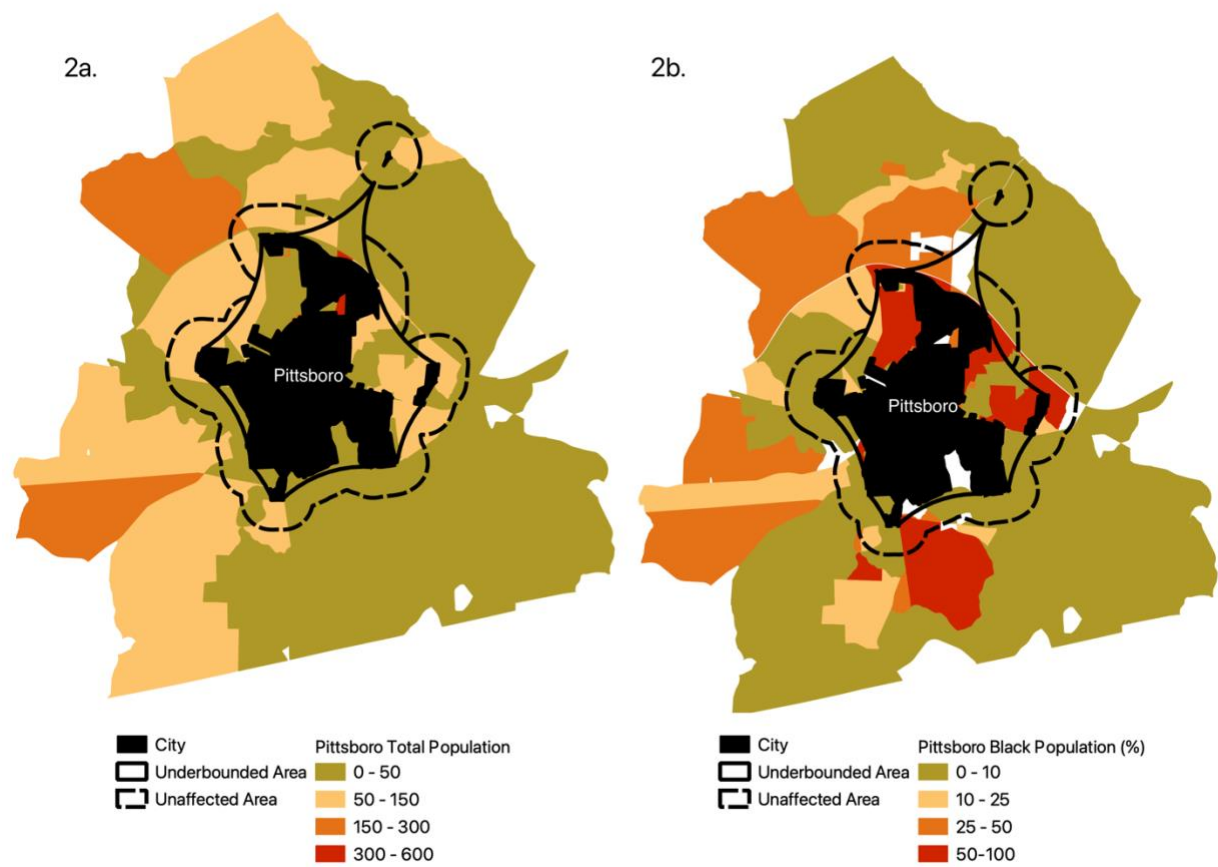 2a.
Pittsboro
City
Underbounded Area
Unaffected Area
Pittsboro Total Population
0 - 50
50 - 150
150 - 300
300 - 600
2b.
Pittsboro
City
Underbounded Area
Unaffected Area
Pittsboro Black Population (%)
0 - 10
10 - 25
25 - 50
50-100